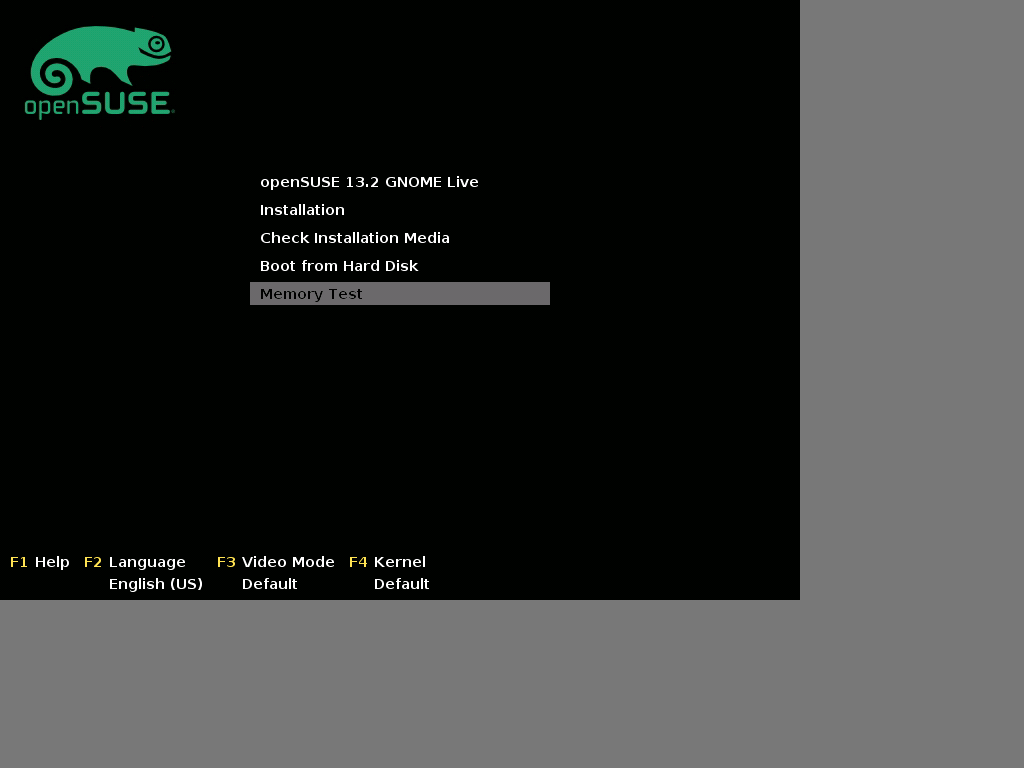 openSUSE
openSUSE 13.2 GNOME Live
Installation
Check Installation Media
Boot from Hard Disk
Memory Test
F1 Help F2 Language F3 Video Mode F4 Kernel
English (US) Default Default